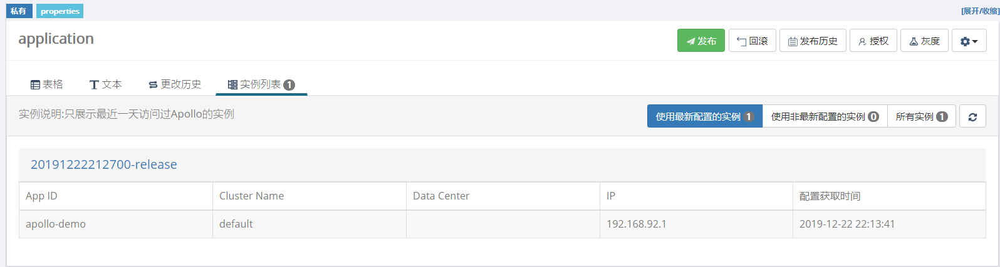 私有 properties [展开/收缩]
application 发布 回滚 发布历史 授权 灰度
表格 文本 更改历史 实例列表 1
实例说明:只展示最近一天访问过Apollo的实例 使用最新配置的实例 1 使用非最新配置的实例 0 所有实例 1
20191222212700-release
App ID Cluster Name Data Center IP 配置获取时间
apollo-demo default 192.168.92.1 2019-12-22 22:13:41